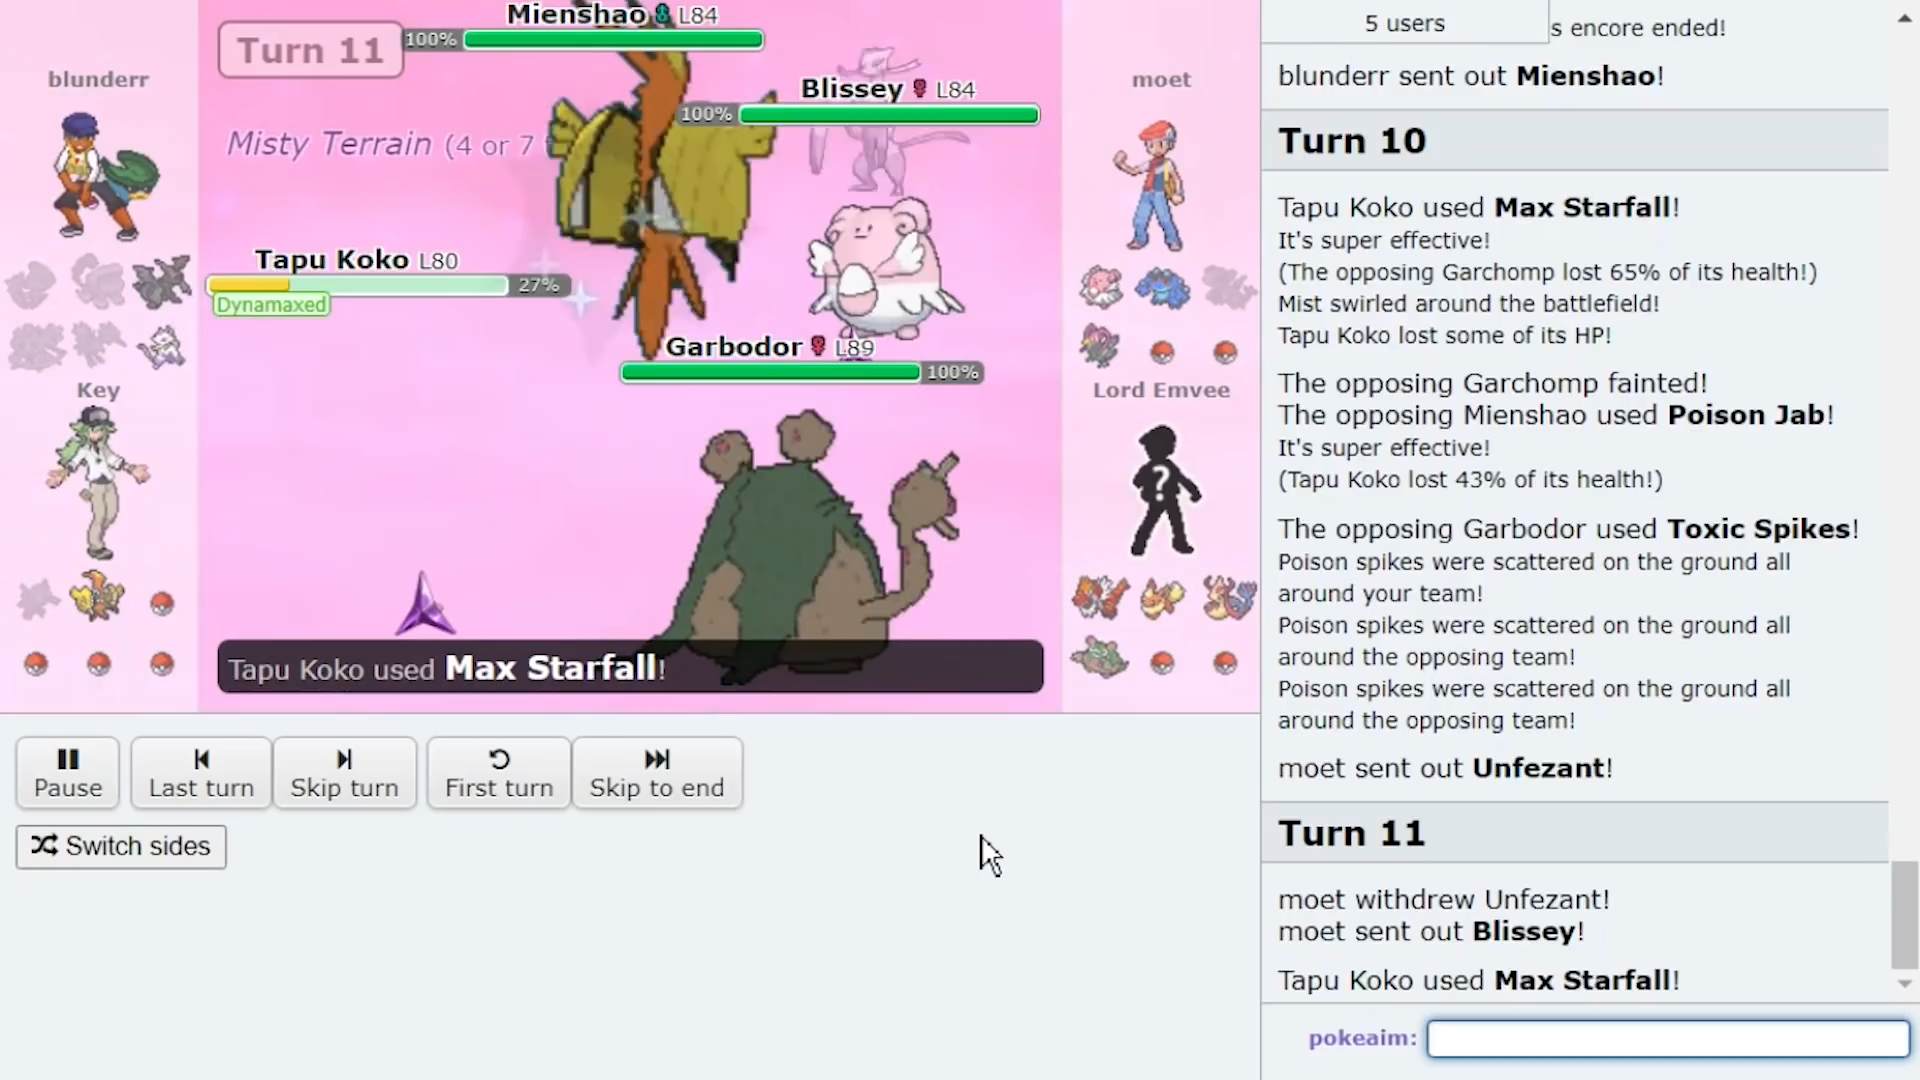 blunderr
Turn 11
Mienshao L84
100%
Blissey L84
100%
Misty Terrain (4 or 7
Tapu Koko L80
27%
Dynamaxed
Garbodor L89
100%
Key
moet
Lord Emvee
?
Tapu Koko used Max Starfall!
Pause
Last turn
Skip turn
First turn
Skip to end
Switch sides
5 users
s encore ended!
blunderr sent out Mienshao!
Turn 10
Tapu Koko used Max Starfall!
It's super effective!
(The opposing Garchomp lost 65% of its health!)
Mist swirled around the battlefield!
Tapu Koko lost some of its HP!
The opposing Garchomp fainted!
The opposing Mienshao used Poison Jab!
It's super effective!
(Tapu Koko lost 43% of its health!)
The opposing Garbodor used Toxic Spikes!
Poison spikes were scattered on the ground all
around your team!
Poison spikes were scattered on the ground all
around the opposing team!
Poison spikes were scattered on the ground all
around the opposing team!
moet sent out Unfezant!
Turn 11
moet withdrew Unfezant!
moet sent out Blissey!
Tapu Koko used Max Starfall!
pokeaim: